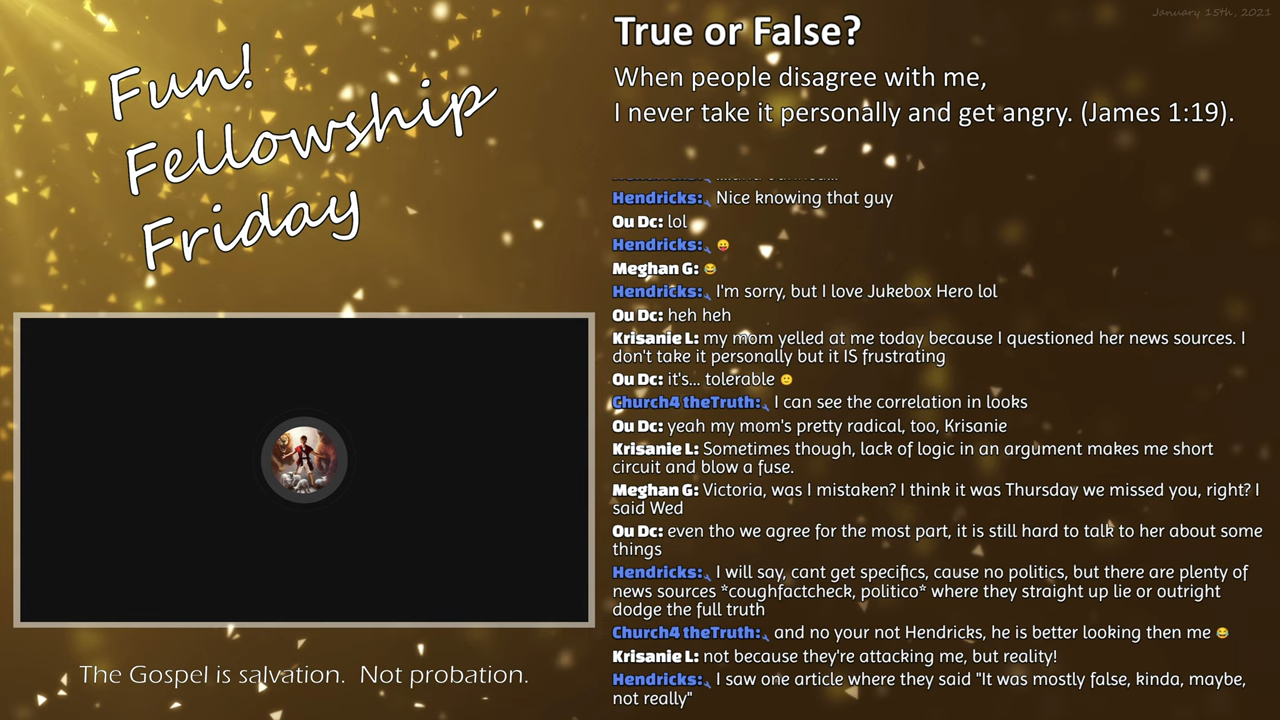 Fun!
Fellowship
Friday
The Gospel is salvation. Not probation.
January 15th, 2021
True or False?
When people disagree with me,
I never take it personally and get angry. (James 1:19).
Hendricks: Nice knowing that guy
Ou Dc: lol
Hendricks: 😛
Meghan G: 😂
Hendricks: I'm sorry, but I love Jukebox Hero lol
Ou Dc: heh heh
Krisanie L: my mom yelled at me today because I questioned her news sources. I
don't take it personally but it IS frustrating
Ou Dc: it's... tolerable 🙂
Church4 theTruth: I can see the correlation in looks
Ou Dc: yeah my mom's pretty radical, too, Krisanie
Krisanie L: Sometimes though, lack of logic in an argument makes me short
circuit and blow a fuse.
Meghan G: Victoria, was I mistaken? I think it was Thursday we missed you, right? I
said Wed
Ou Dc: even tho we agree for the most part, it is still hard to talk to her about some
things
Hendricks: I will say, cant get specifics, cause no politics, but there are plenty of
news sources *coughfactcheck, politico* where they straight up lie or outright
dodge the full truth
Church4 theTruth: and no your not Hendricks, he is better looking then me 😂
Krisanie L: not because they're attacking me, but reality!
Hendricks: I saw one article where they said "It was mostly false, kinda, maybe,
not really"